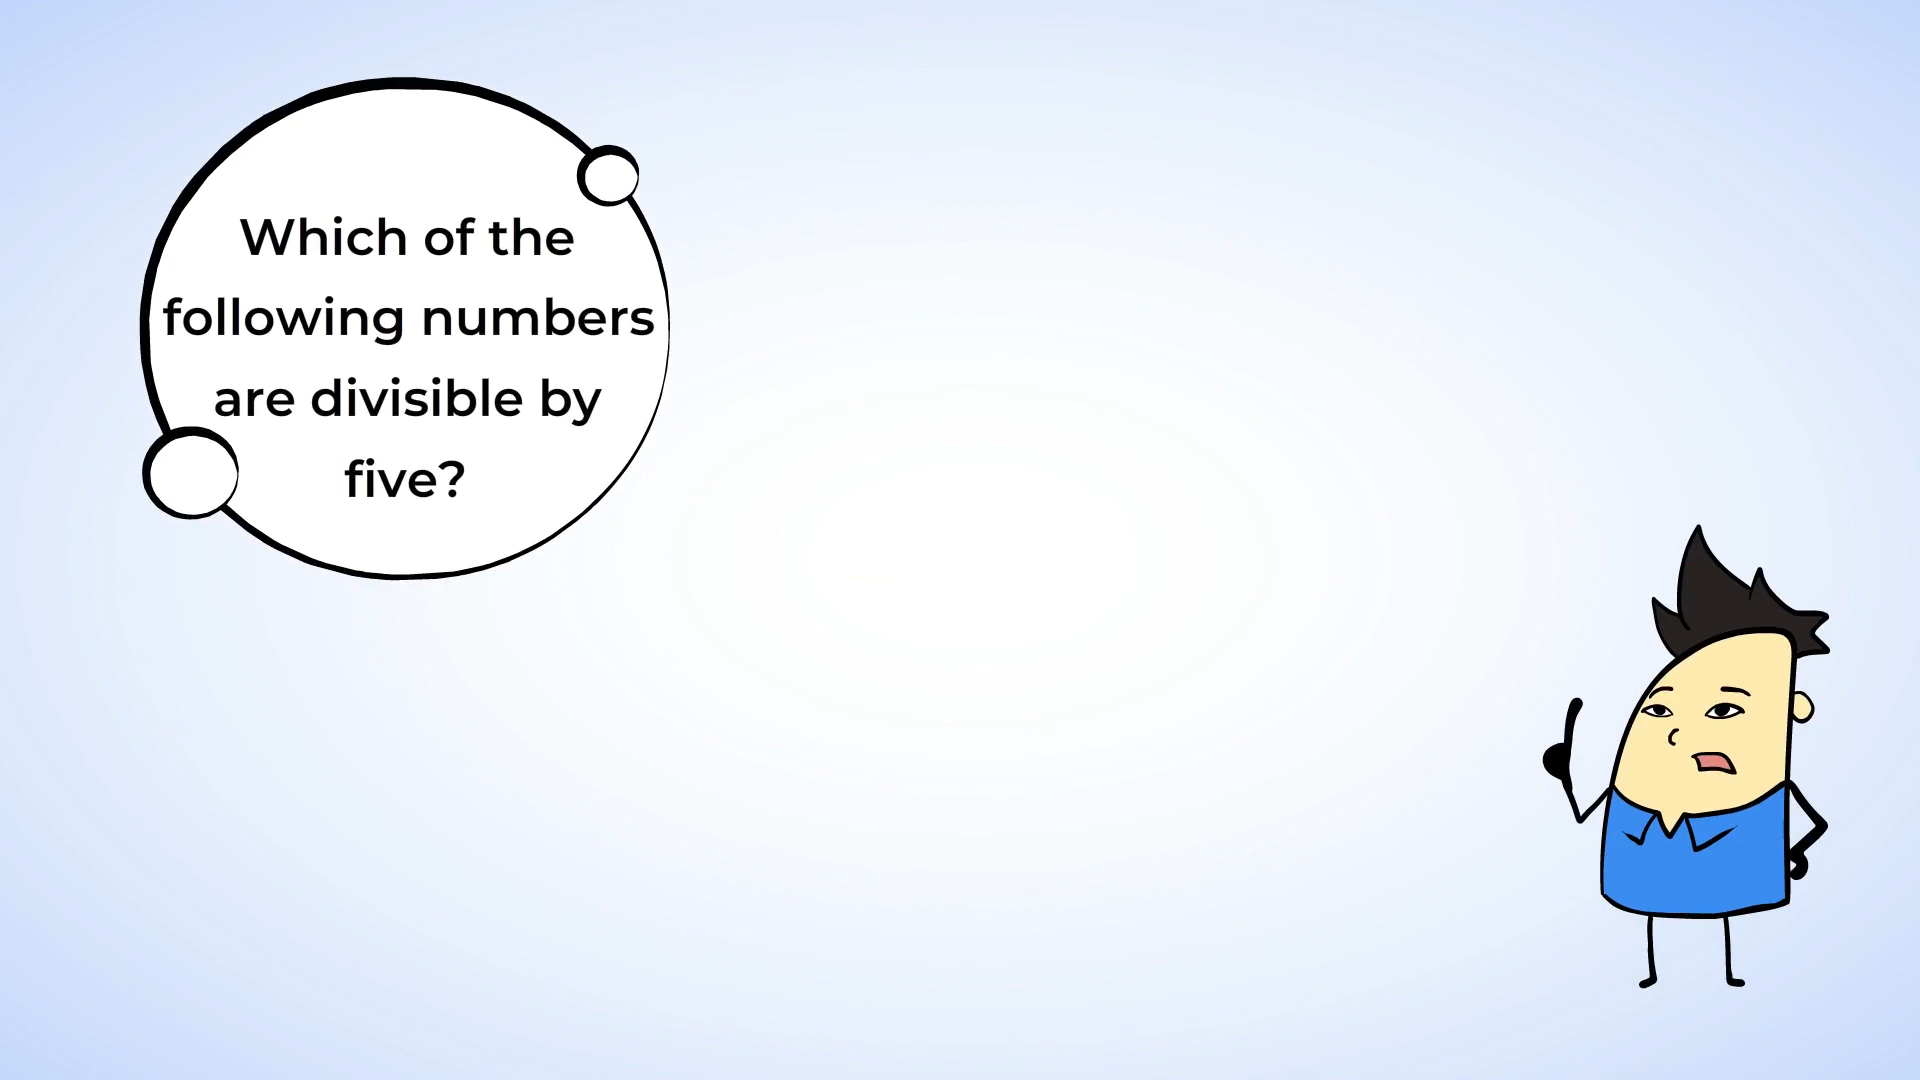 Which of the
following numbers
are divisible by
five?